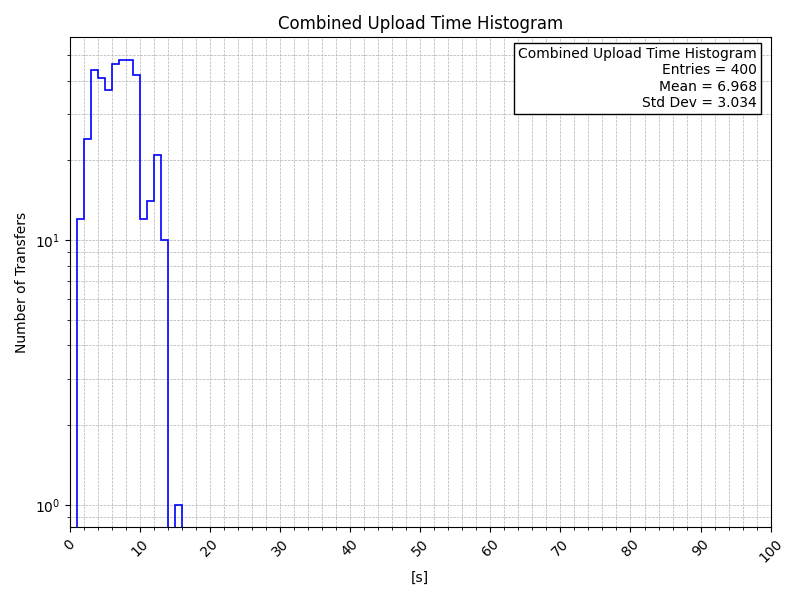 Combined Upload Time Histogram
Combined Upload Time Histogram
Entries = 400
Mean = 6.968
Std Dev = 3.034
Number of Transfers
10¹
10⁰
0 10 20 30 40 50 60 70 80 90 100
[s]